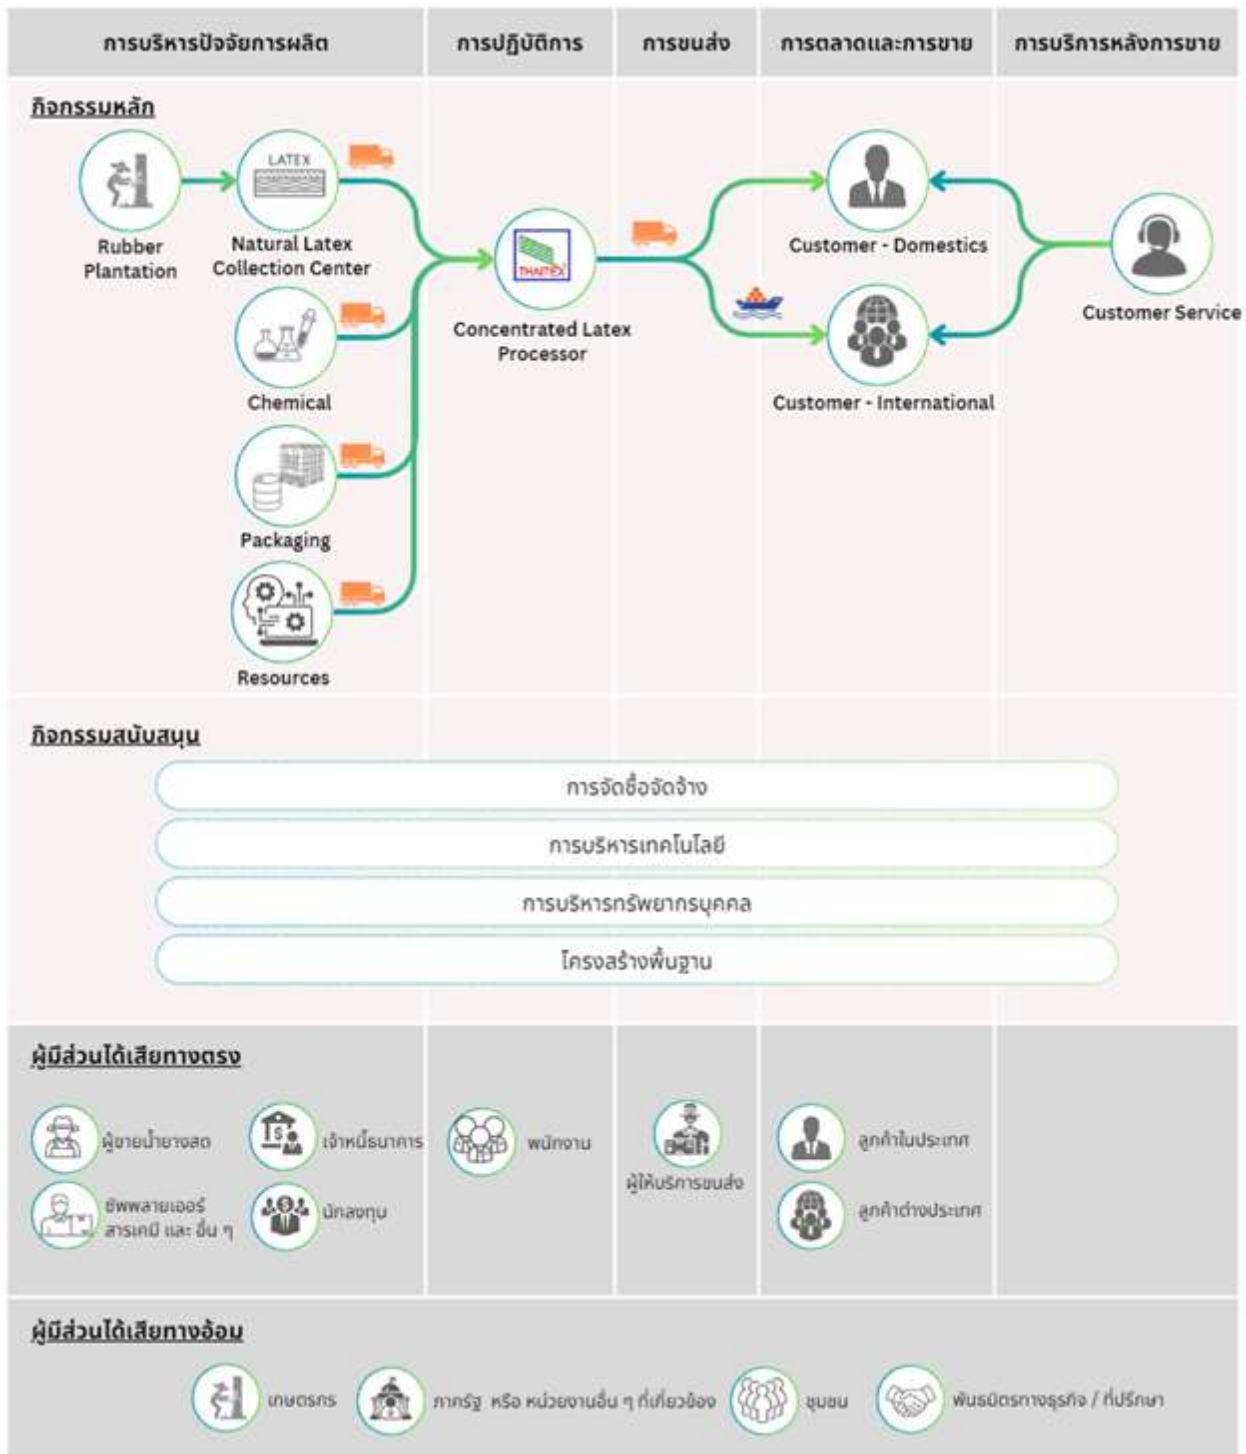 การบริหารปัจจัยการผลิต
การปฏิบัติการ
การขนส่ง
การตลาดและการขาย
การบริการหลังการขาย
กิจกรรมหลัก
LATEX
Rubber
Plantation
Natural Latex
Collection Center
Chemical
Packaging
Resources
THAITEX
Concentrated Latex
Processor
Customer - Domestics
Customer - International
Customer Service
กิจกรรมสนับสนุน
การจัดซื้อจัดจ้าง
การบริหารเทคโนโลยี
การบริหารทรัพยากรบุคคล
โครงสร้างพื้นฐาน
ผู้มีส่วนได้เสียทางตรง
ผู้ขายน้ำยางสด
เจ้าหนี้ธนาคาร
พนักงาน
ผู้ให้บริการขนส่ง
ลูกค้าในประเทศ
ซัพพลายเออร์
สารเคมี และ อื่น ๆ
นักลงทุน
ลูกค้าต่างประเทศ
ผู้มีส่วนได้เสียทางอ้อม
เกษตรกร
ภาครัฐ หรือ หน่วยงานอื่น ๆ ที่เกี่ยวข้อง
ชุมชน
พันธมิตรทางธุรกิจ / ที่ปรึกษา